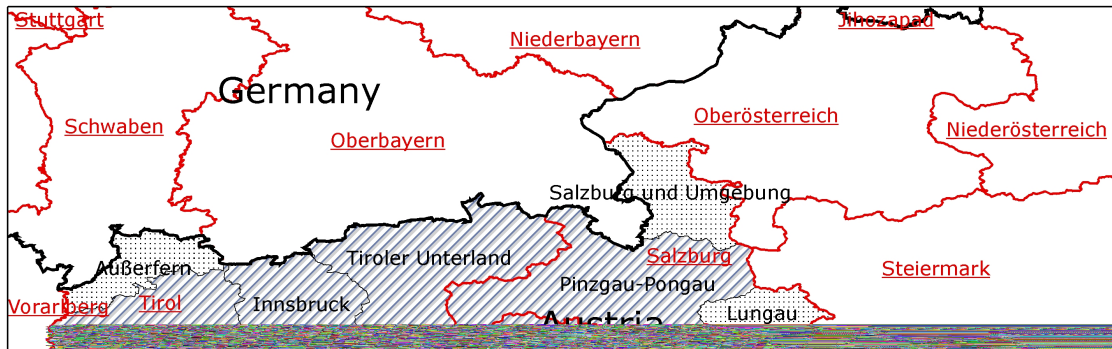 Stuttgart
Jihozapad
Niederbayern
Germany
Oberösterreich
Schwaben
Niederösterreich
Oberbayern
Salzburg und Umgebung
Tiroler Unterland
Salzburg
Außerfern
Steiermark
Pinzgau-Pongau
Vorarlberg
Tirol
Innsbruck
Lungau
Austria